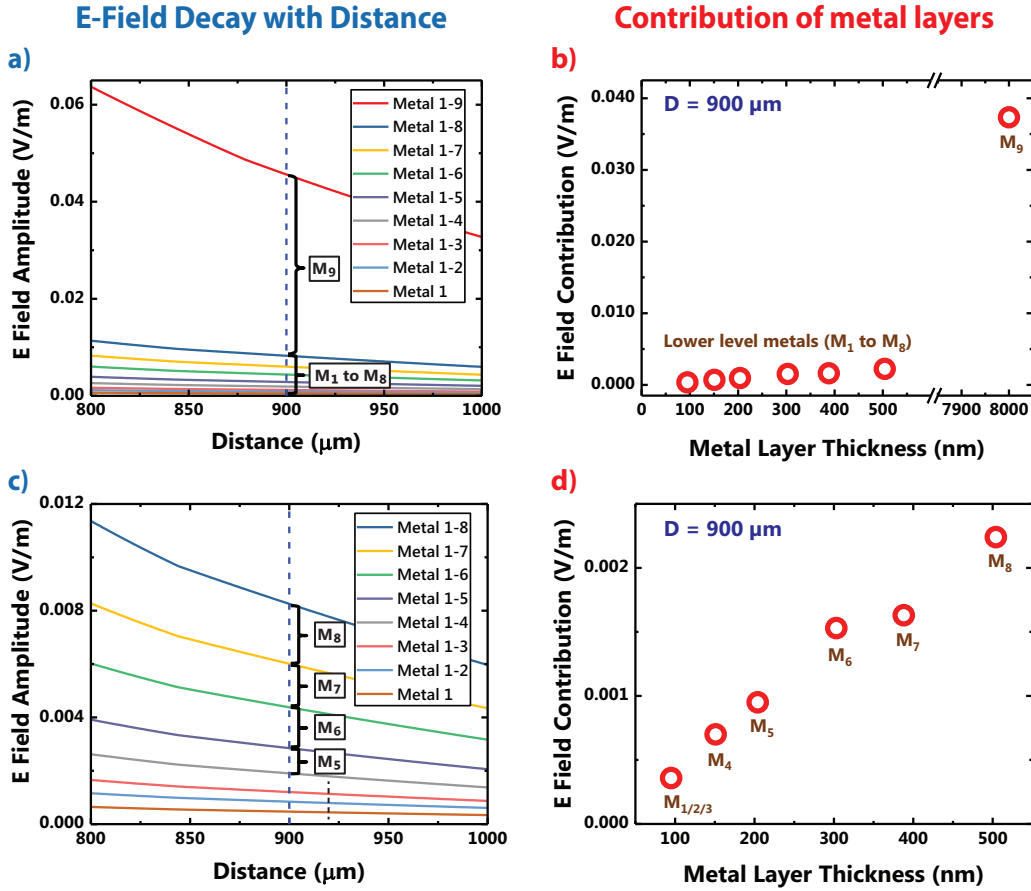 E-Field Decay with Distance
Contribution of metal layers
a)
E Field Amplitude (V/m)
0.06
0.04
0.02
0.00
800
850
900
950
1000
Distance (μm)
Metal 1-9
Metal 1-8
Metal 1-7
Metal 1-6
Metal 1-5
Metal 1-4
Metal 1-3
Metal 1-2
Metal 1
M9
M1 to M8
b)
E Field Contribution (V/m)
0.040
0.030
0.020
0.010
0.000
0
100
200
300
400
500
7900
8000
Metal Layer Thickness (nm)
D = 900 μm
M9
Lower level metals (M1 to M8)
c)
E Field Amplitude (V/m)
0.012
0.008
0.004
0.000
800
850
900
950
1000
Distance (μm)
Metal 1-8
Metal 1-7
Metal 1-6
Metal 1-5
Metal 1-4
Metal 1-3
Metal 1-2
Metal 1
M8
M7
M6
M5
d)
E Field Contribution (V/m)
0.002
0.001
0.000
100
200
300
400
500
Metal Layer Thickness (nm)
D = 900 μm
M8
M7
M6
M5
M4
M1/2/3